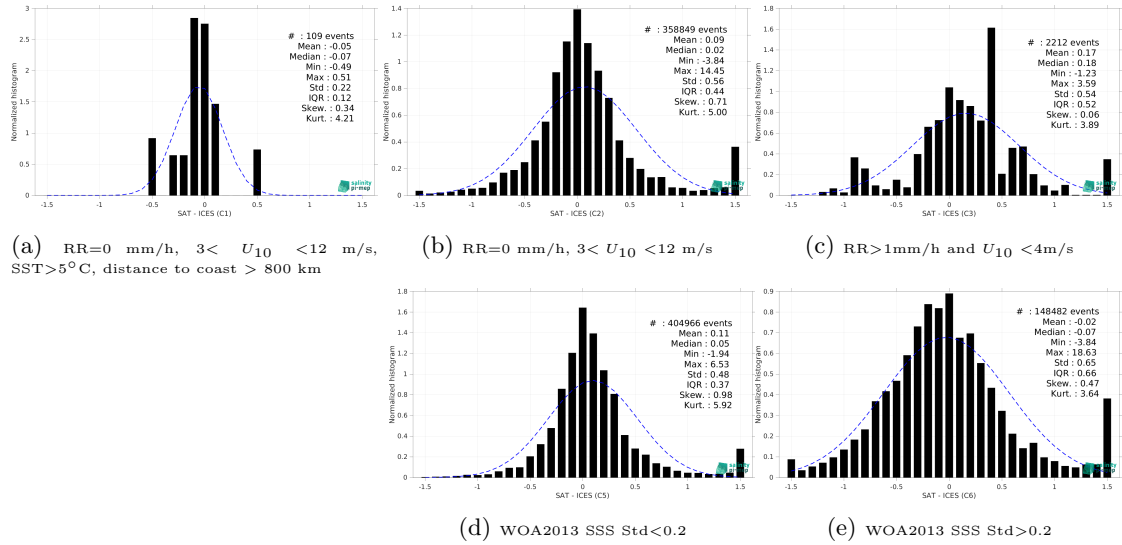 3
2.5
2
1.5
1
0.5
0
Normalized histogram
# : 109 events
Mean : -0.05
Median : -0.07
Min : -0.49
Max : 0.51
Std : 0.22
IQR : 0.12
Skew. : 0.34
Kurt. : 4.21
salinity
pi-mep
-1.5 -1 -0.5 0 0.5 1 1.5
SAT - ICES (C1)
(a) RR=0 mm/h, 3< U10 <12 m/s,
SST>5°C, distance to coast > 800 km
1.4
1.2
1
0.8
0.6
0.4
0.2
0
Normalized histogram
# : 358849 events
Mean : 0.09
Median : 0.02
Min : -3.84
Max : 14.45
Std : 0.56
IQR : 0.44
Skew. : 0.71
Kurt. : 5.00
salinity
pi-mep
-1.5 -1 -0.5 0 0.5 1 1.5
SAT - ICES (C2)
(b) RR=0 mm/h, 3< U10 <12 m/s
1.8
1.6
1.4
1.2
1
0.8
0.6
0.4
0.2
0
Normalized histogram
# : 2212 events
Mean : 0.17
Median : 0.18
Min : -1.23
Max : 3.59
Std : 0.54
IQR : 0.52
Skew. : 0.06
Kurt. : 3.89
salinity
pi-mep
-1.5 -1 -0.5 0 0.5 1 1.5
SAT - ICES (C3)
(c) RR>1mm/h and U10 <4m/s
1.8
1.6
1.4
1.2
1
0.8
0.6
0.4
0.2
0
Normalized histogram
# : 404966 events
Mean : 0.11
Median : 0.05
Min : -1.94
Max : 6.53
Std : 0.48
IQR : 0.37
Skew. : 0.98
Kurt. : 5.92
salinity
pi-mep
-1.5 -1 -0.5 0 0.5 1 1.5
SAT - ICES (C5)
(d) WOA2013 SSS Std<0.2
0.9
0.8
0.7
0.6
0.5
0.4
0.3
0.2
0.1
0
Normalized histogram
# : 148482 events
Mean : -0.02
Median : -0.07
Min : -3.84
Max : 18.63
Std : 0.65
IQR : 0.66
Skew. : 0.47
Kurt. : 3.64
salinity
pi-mep
-1.5 -1 -0.5 0 0.5 1 1.5
SAT - ICES (C6)
(e) WOA2013 SSS Std>0.2